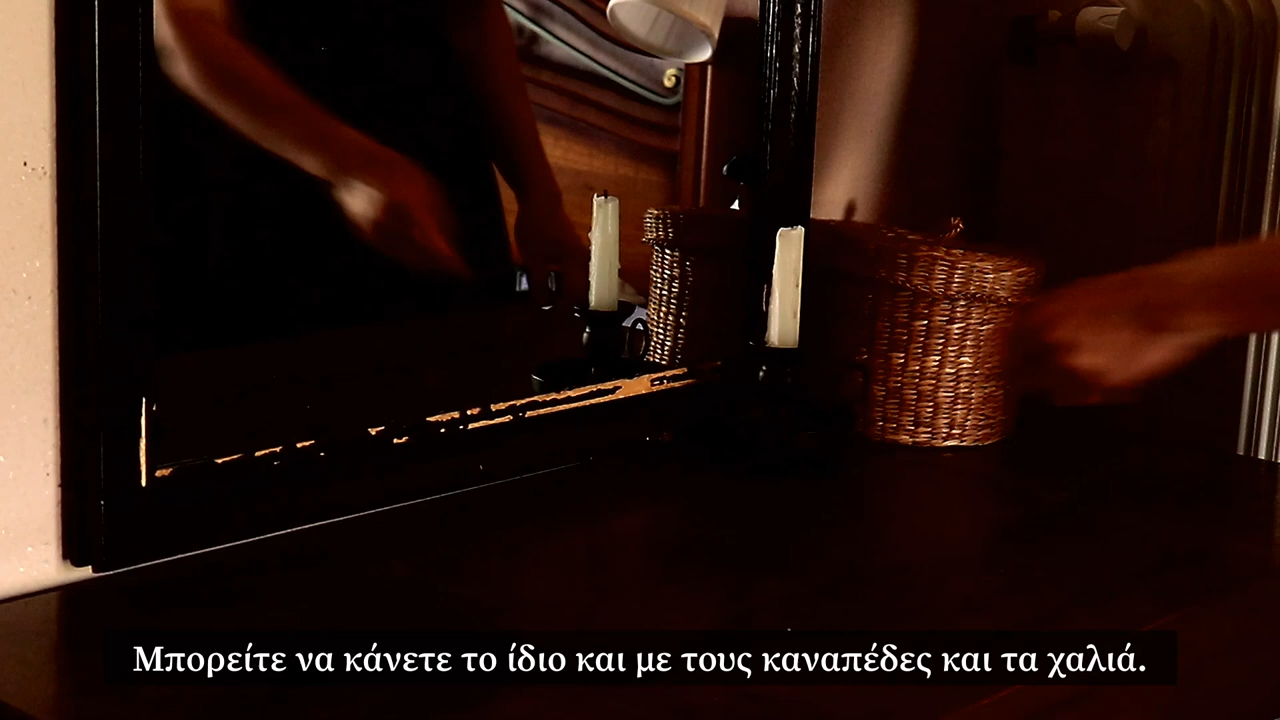 Μπορείτε να κάνετε το ίδιο και με τους καναπέδες και τα χαλιά.